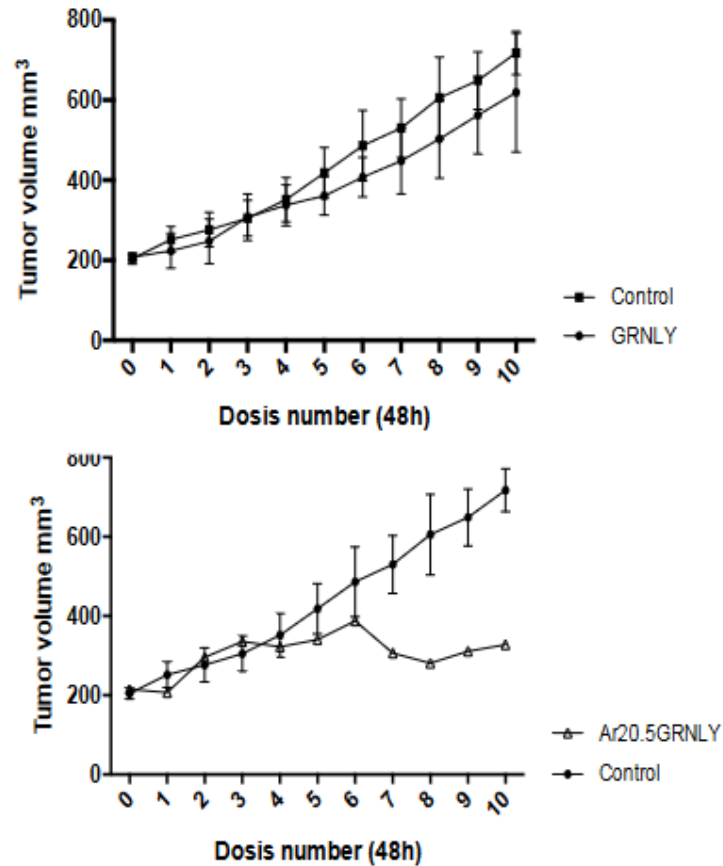 800
600
400
200
0
Tumor volume mm³
0 1 2 3 4 5 6 7 8 9 10
Dosis number (48h)
Control
GRNLY
800
600
400
200
0
Tumor volume mm³
0 1 2 3 4 5 6 7 8 9 10
Dosis number (48h)
Ar20.5GRNLY
Control